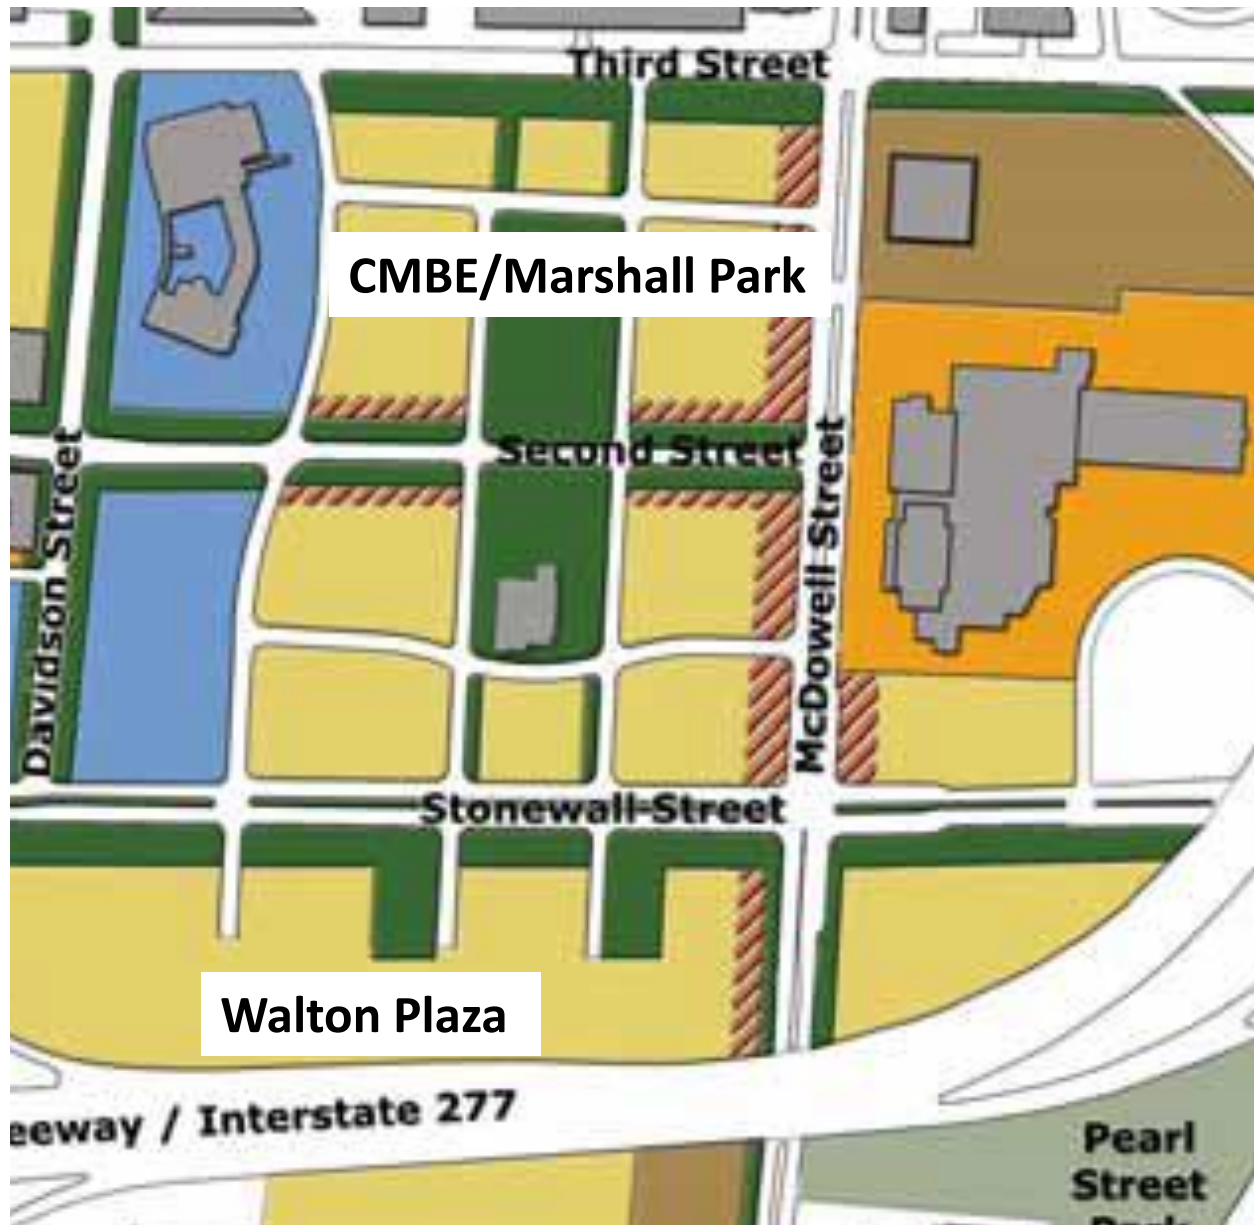 Third Street
CMBE/Marshall Park
Second Street
Davidson Street
McDowell Street
Stonewall Street
Walton Plaza
eeway / Interstate 277
Pearl
Street
Park